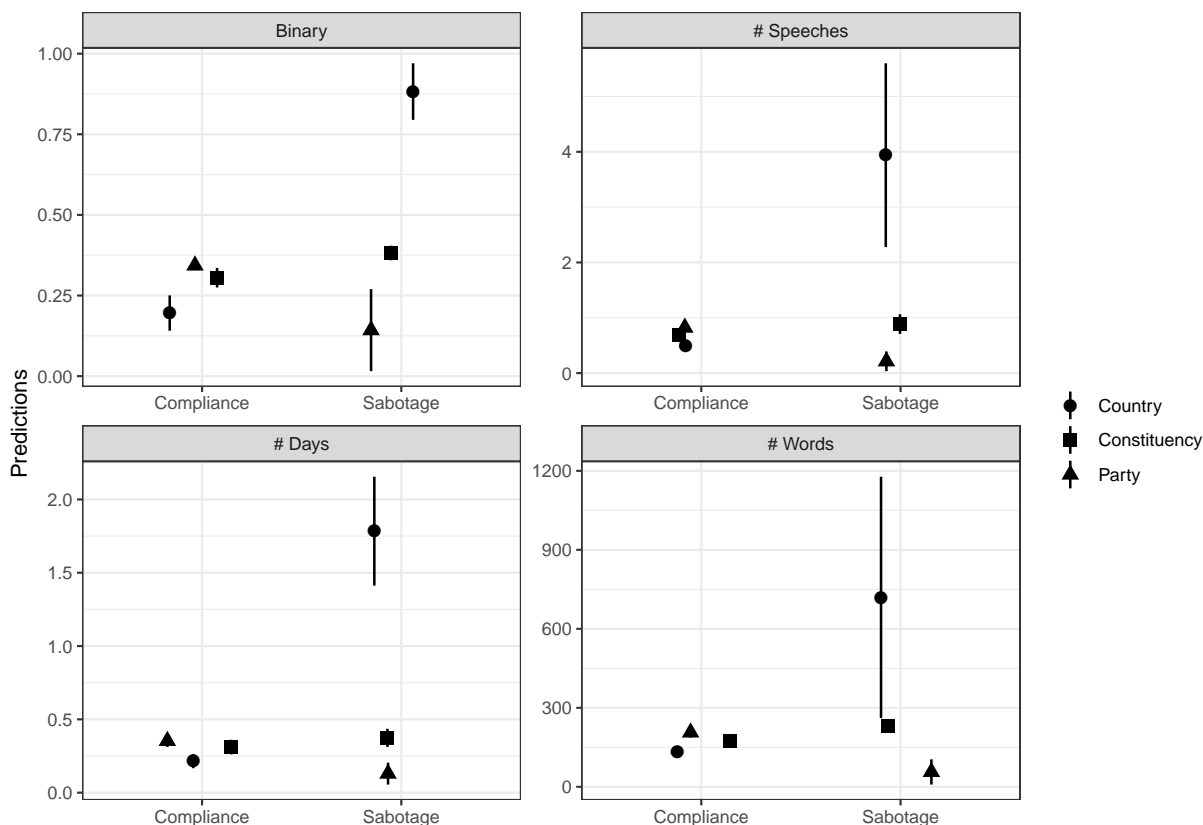 Binary
# Speeches
1.00
0.75
0.50
0.25
0.00
4
2
0
Compliance
Sabotage
Compliance
Sabotage
Predictions
Country
Constituency
Party
# Days
# Words
2.0
1.5
1.0
0.5
0.0
1200
900
600
300
0
Compliance
Sabotage
Compliance
Sabotage